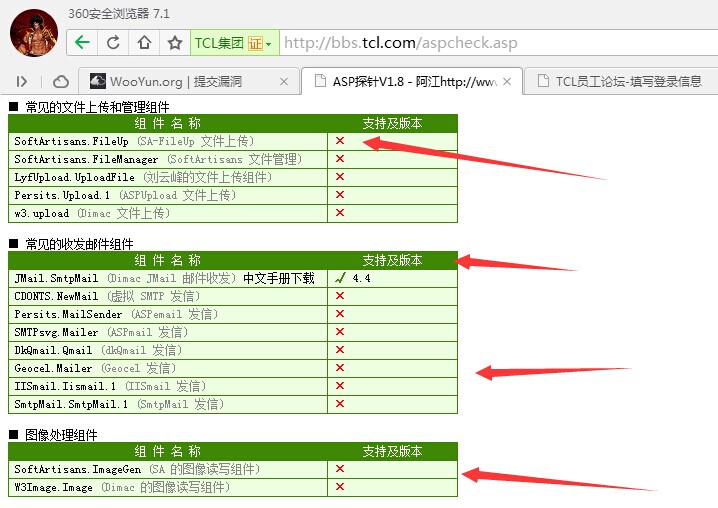 360安全浏览器 7.1
TCL集团 证 http://bbs.tcl.com/aspcheck.asp
WooYun.org | 提交漏洞 ASP探针V1.8 - 阿江http://ww TCL员工论坛-填写登录信息
■ 常见的文件上传和管理组件
组 件 名 称 支持及版本
SoftArtisans.FileUp (SA-FileUp 文件上传) ×
SoftArtisans.FileManager (SoftArtisans 文件管理) ×
LyfUpload.UploadFile (刘云峰的文件上传组件) ×
Persits.Upload.1 (ASPUpload 文件上传) ×
w3.upload (Dimac 文件上传) ×
■ 常见的收发邮件组件
组 件 名 称 支持及版本
JMail.SmtpMail (Dimac JMail 邮件收发) 中文手册下载 √ 4.4
CDONTS.NewMail (虚拟 SMTP 发信) ×
Persits.MailSender (ASPemail 发信) ×
SMTPsvg.Mailer (ASPmail 发信) ×
DkQmail.Qmail (dkQmail 发信) ×
Geocel.Mailer (Geocel 发信) ×
IISmail.Iismail.1 (IISmail 发信) ×
SmtpMail.SmtpMail.1 (SmtpMail 发信) ×
■ 图像处理组件
组 件 名 称 支持及版本
SoftArtisans.ImageGen (SA 的图像读写组件) ×
W3Image.Image (Dimac 的图像读写组件) ×